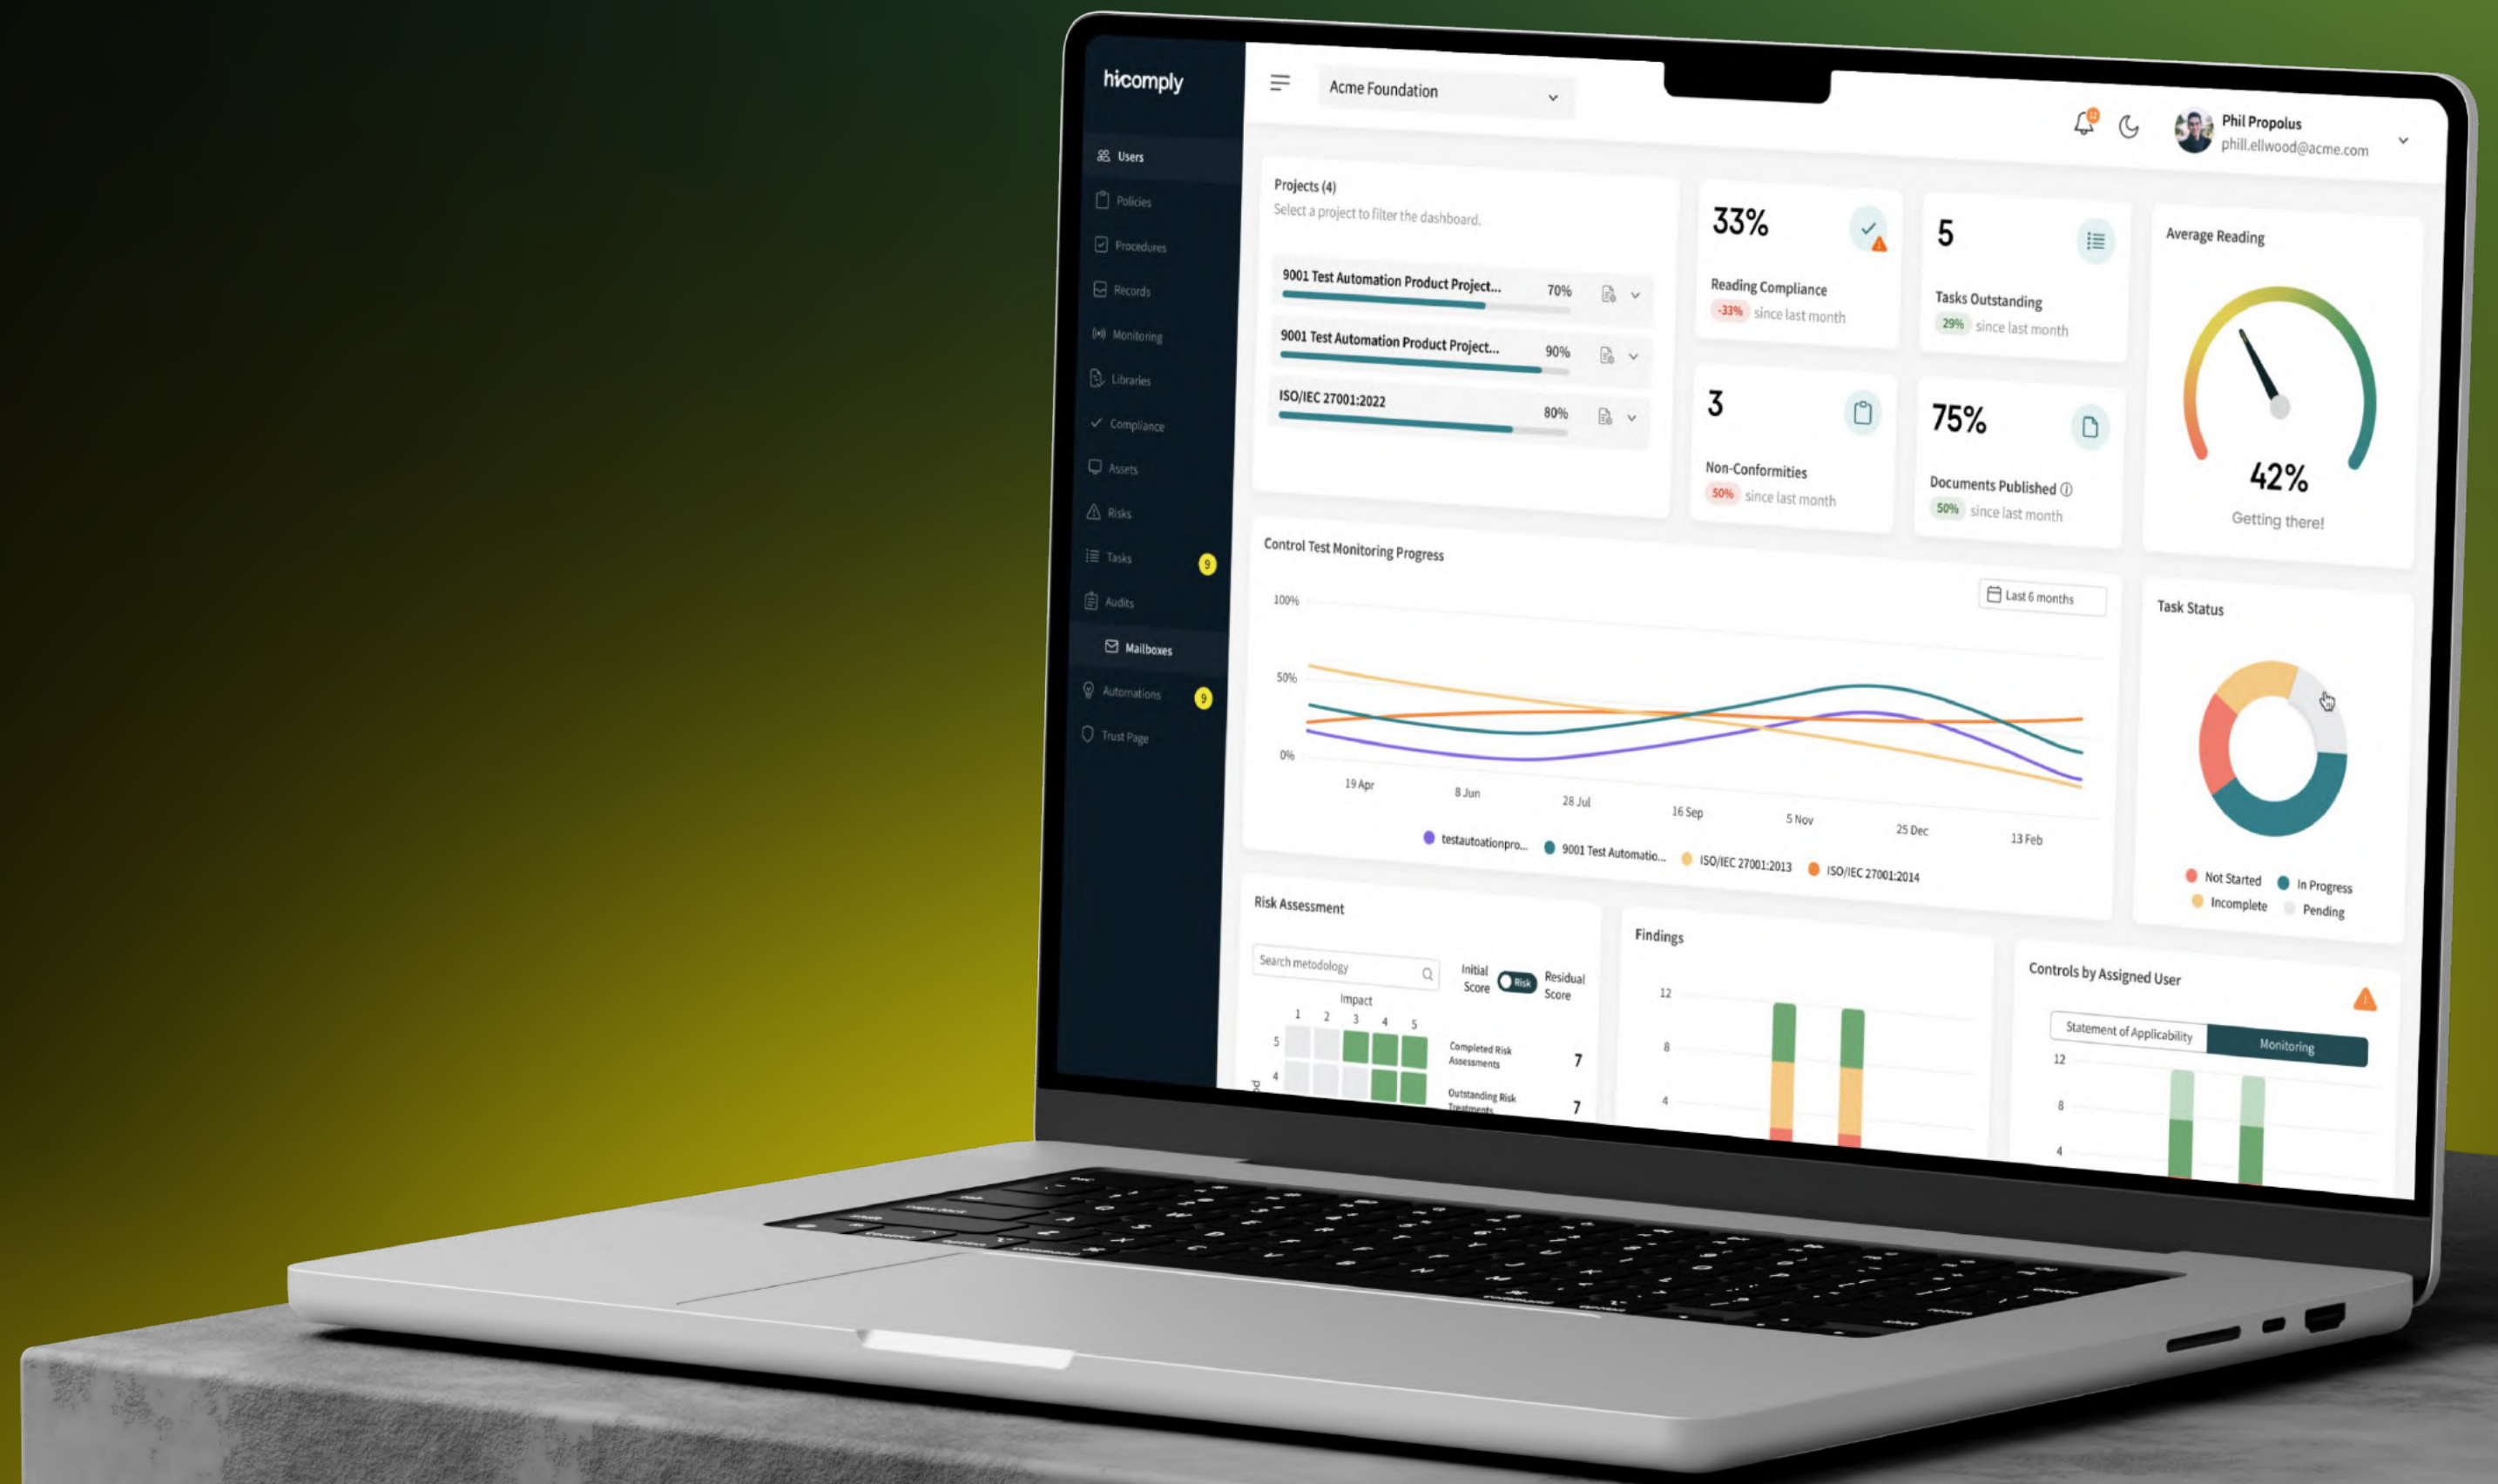 hicomply
Acme Foundation
Phil Propolus
phill.ellwood@acme.com
Users
Policies
Procedures
Records
Monitoring
Libraries
Compliance
Assets
Risks
Tasks 9
Audits
Mailboxes
Automations 9
Trust Page
Projects (4)
Select a project to filter the dashboard.
9001 Test Automation Product Project... 70%
9001 Test Automation Product Project... 90%
ISO/IEC 27001:2022 80%
33%
Reading Compliance
-33% since last month
5
Tasks Outstanding
29% since last month
3
Non-Conformities
50% since last month
75%
Documents Published
50% since last month
Average Reading
42%
Getting there!
Control Test Monitoring Progress
Last 6 months
100%
50%
0%
19 Apr 8 Jun 28 Jul 16 Sep 5 Nov 25 Dec 13 Feb
testautoationpro... 9001 Test Automatio... ISO/IEC 27001:2013 ISO/IEC 27001:2014
Task Status
Not Started In Progress
Incomplete Pending
Risk Assessment
Search metodology
Initial
Score
Risk
Residual
Score
Impact
1 2 3 4 5
5
4
Completed Risk
Assessments
7
Outstanding Risk
Treatments
7
Findings
12
8
4
Controls by Assigned User
Statement of Applicability Monitoring
12
8
4